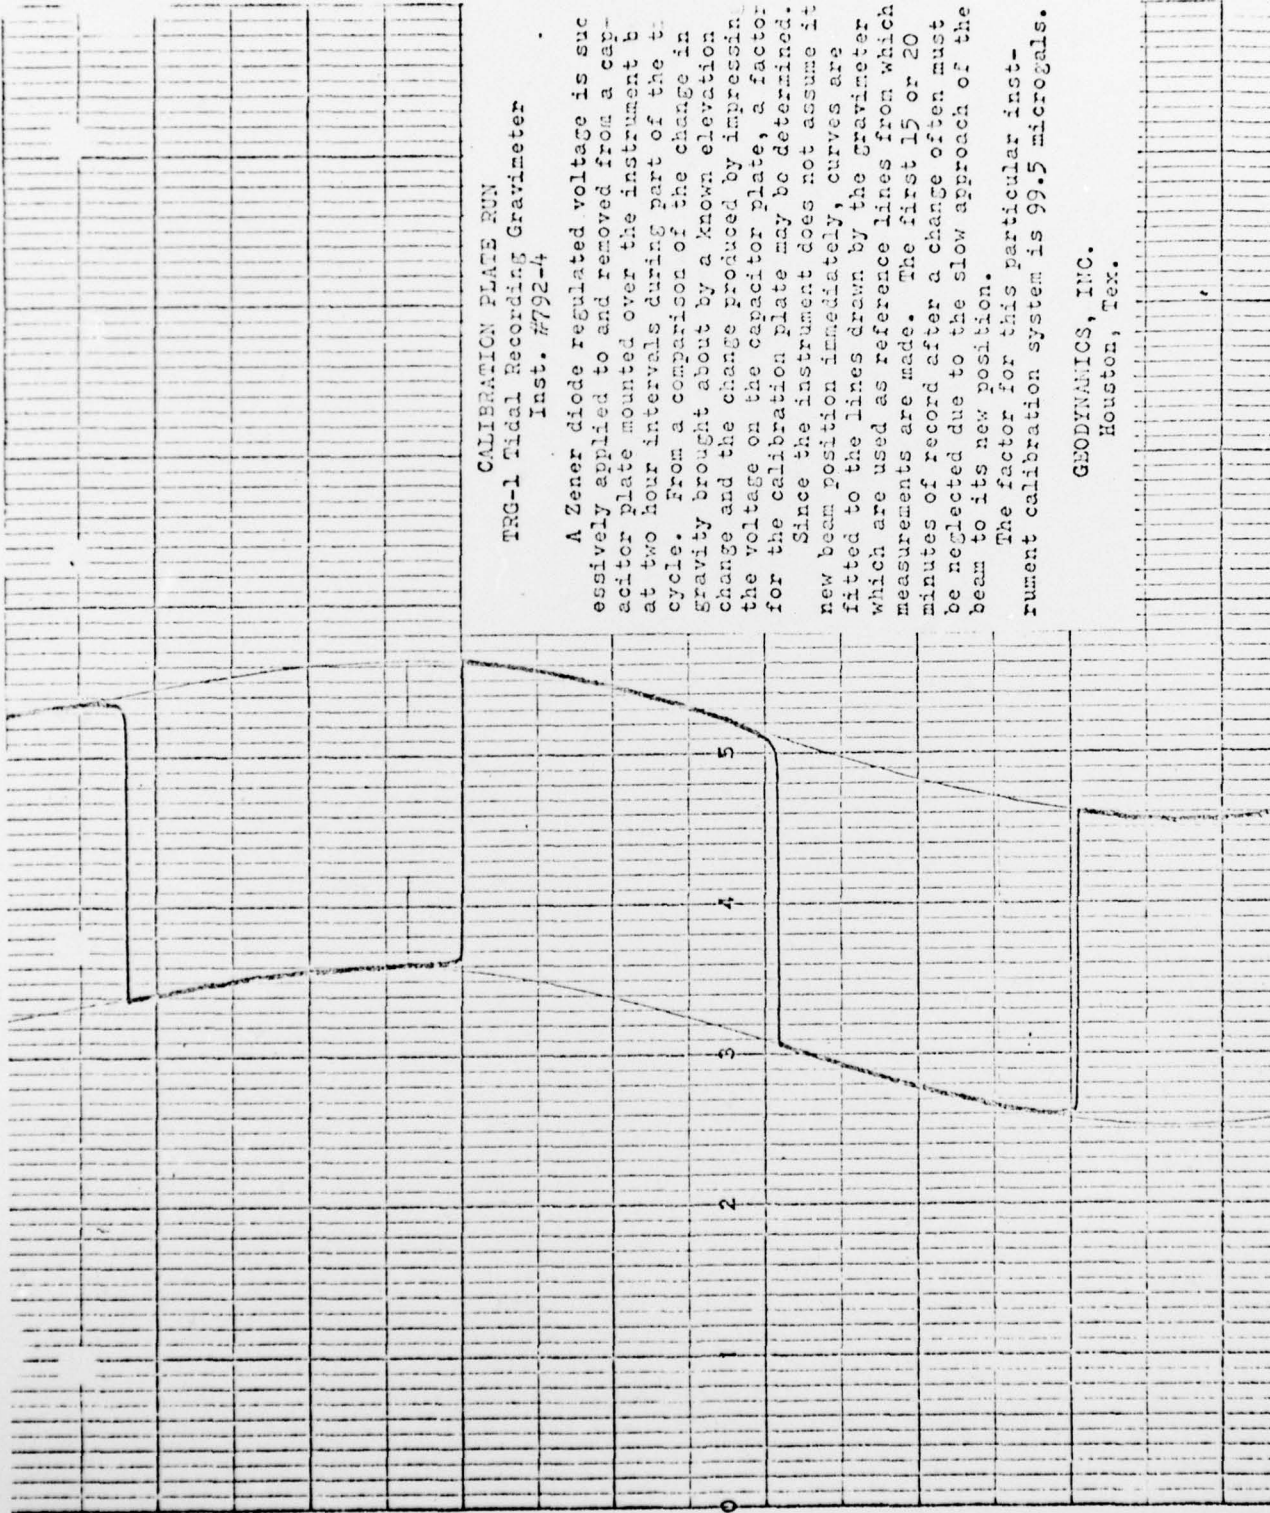 CALIBRATION PLATE RUN
TRG-1 Tidal Recording Gravimeter
Inst. #792-4
A Zener diode regulated voltage is suc
essively applied to and removed from a cap-
acitor plate mounted over the instrument b
at two hour intervals during part of the t
cycle. From a comparison of the change in
gravity brought about by a known elevation
change and the change produced by impressin
the voltage on the capacitor plate, a factor
for the calibration plate may be determined.
Since the instrument does not assume it
new beam position immediately, curves are
fitted to the lines drawn by the gravimeter
which are used as reference lines from which
measurements are made. The first 15 or 20
minutes of record after a change often must
be neglected due to the slow approach of the
beam to its new position.
The factor for this particular inst-
rument calibration system is 99.5 microgals.
GEODYNAMICS, INC.
Houston, Tex.
0
1
2
3
4
5